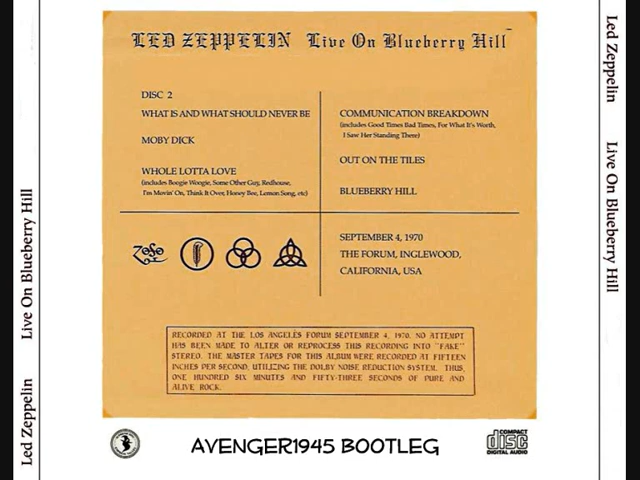 LED ZEPPELIN Live On Blueberry Hill
DISC 2
WHAT IS AND WHAT SHOULD NEVER BE
MOBY DICK
WHOLE LOTTA LOVE
(includes Boogie Woogie, Some Other Guy, Redhouse,
I'm Movin' On, Think It Over, Honey Bee, Lemon Song, etc)
COMMUNICATION BREAKDOWN
(includes Good Times Bad Times, For What It's Worth,
I Saw Her Standing There)
OUT ON THE TILES
BLUEBERRY HILL
SEPTEMBER 4, 1970
THE FORUM, INGLEWOOD,
CALIFORNIA, USA
ZOSO
RECORDED AT THE LOS ANGELES FORUM SEPTEMBER 4, 1970. NO ATTEMPT
HAS BEEN MADE TO ALTER OR REPROCESS THIS RECORDING INTO "FAKE"
STEREO. THE MASTER TAPES FOR THIS ALBUM WERE RECORDED AT FIFTEEN
INCHES PER SECOND, UTILIZING THE DOLBY NOISE REDUCTION SYSTEM. THUS,
ONE HUNDRED SIX MINUTES AND FIFTY-THREE SECONDS OF PURE AND
ALIVE ROCK.
AVENGER1945 BOOTLEG
COMPACT
disc
DIGITAL AUDIO
Led Zeppelin Live On Blueberry Hill
Led Zeppelin Live On Blueberry Hill